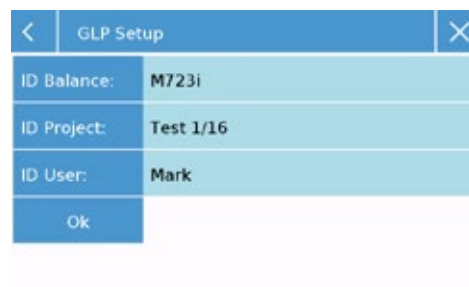 GLP Setup
ID Balance: M723i
ID Project: Test 1/16
ID User: Mark
Ok